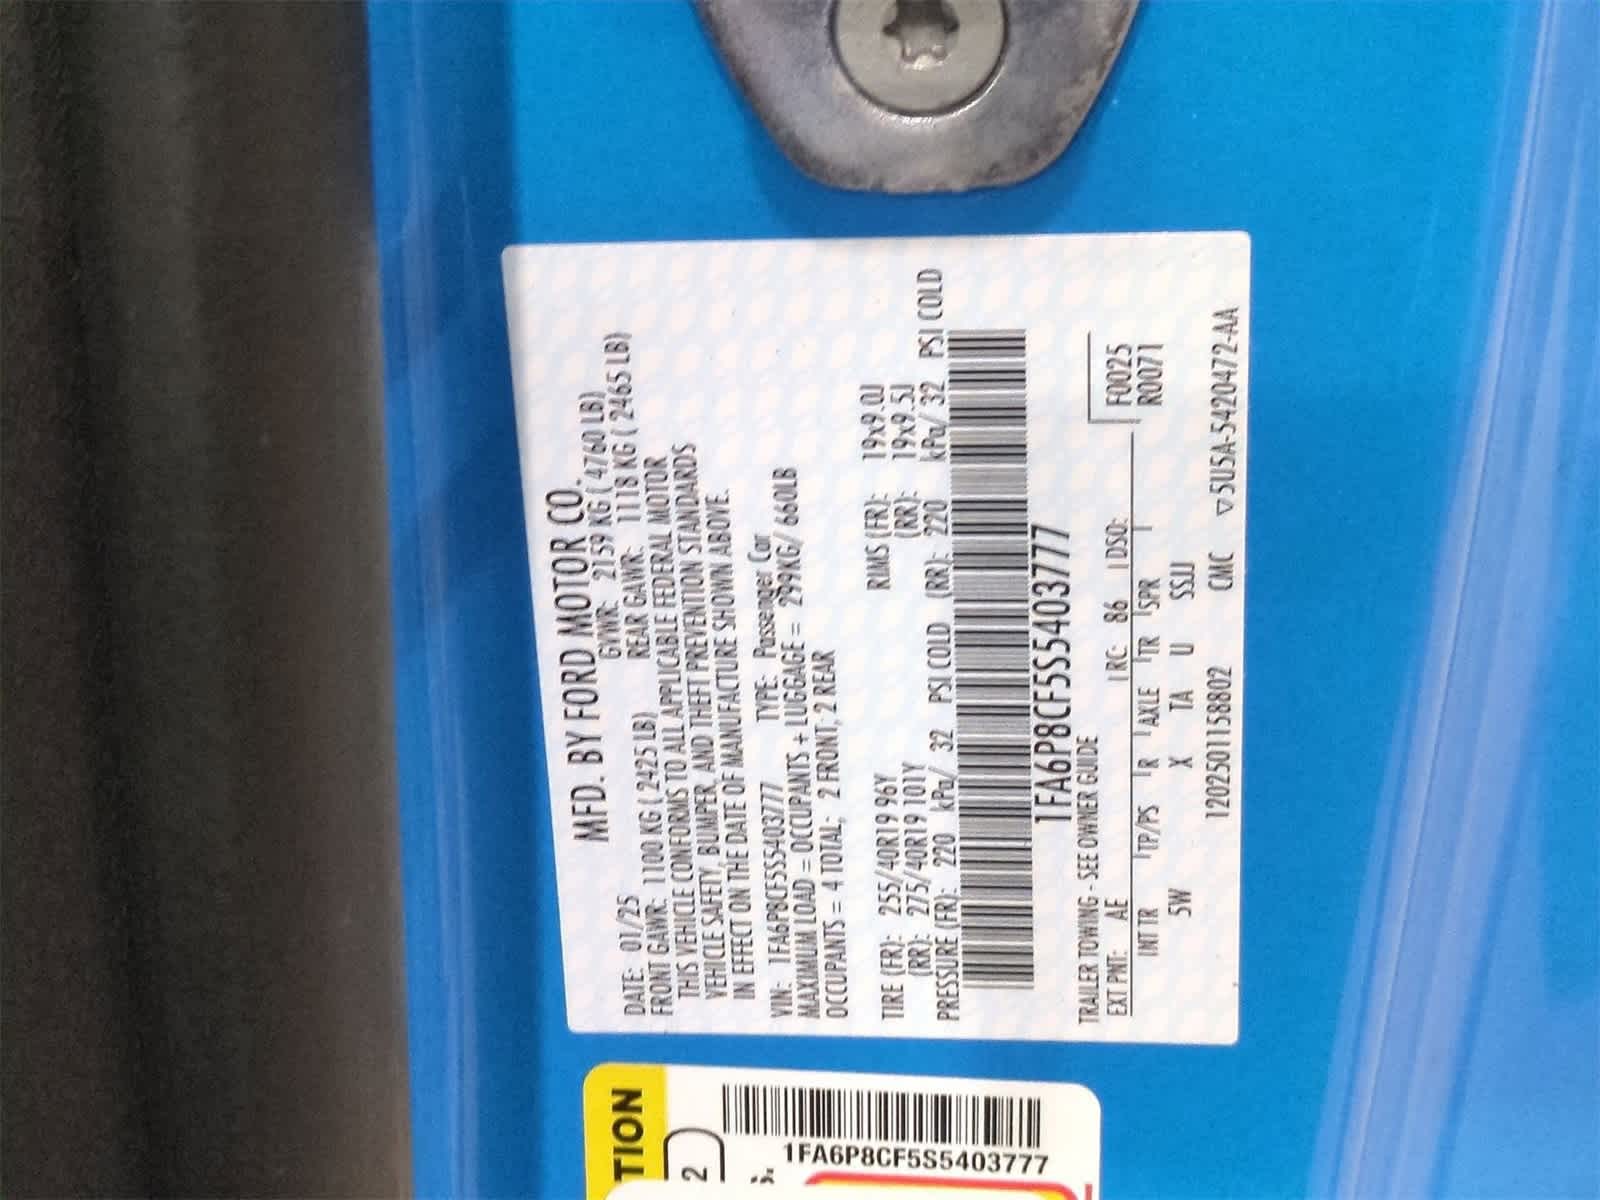 MFD. BY FORD MOTOR CO.
DATE: 01/25 GVWR: 2159 KG ( 4760 LB)
FRONT GAWR: 1100 KG ( 2425 LB) REAR GAWR: 1118 KG ( 2465 LB)
THIS VEHICLE CONFORMS TO ALL APPLICABLE FEDERAL MOTOR
VEHICLE SAFETY, BUMPER, AND THEFT PREVENTION STANDARDS
IN EFFECT ON THE DATE OF MANUFACTURE SHOWN ABOVE.
VIN: 1FA6P8CF5S5403777 TYPE: Passenger Car
MAXIMUM LOAD = OCCUPANTS + LUGGAGE = 299KG/ 660LB
OCCUPANTS = 4 TOTAL; 2 FRONT, 2 REAR
TIRE (FR): 255/40R19 96Y RIMS (FR): 19x9.0J
(RR): 275/40R19 101Y (RR): 19x9.5J
PRESSURE (FR): 220 kPa/ 32 PSI COLD (RR): 220 kPa/ 32 PSI COLD
1FA6P8CF5S5403777
TRAILER TOWING - SEE OWNER GUIDE
EXT PNT: AE RC: 86 DSO: F0025
INT TR TP/PS R AXLE TR SPR R0071
5W X TA U SSJJ
120250115 8802 CMC ▽5U5A-5420472-AA
TION
2
1FA6P8CF5S5403777